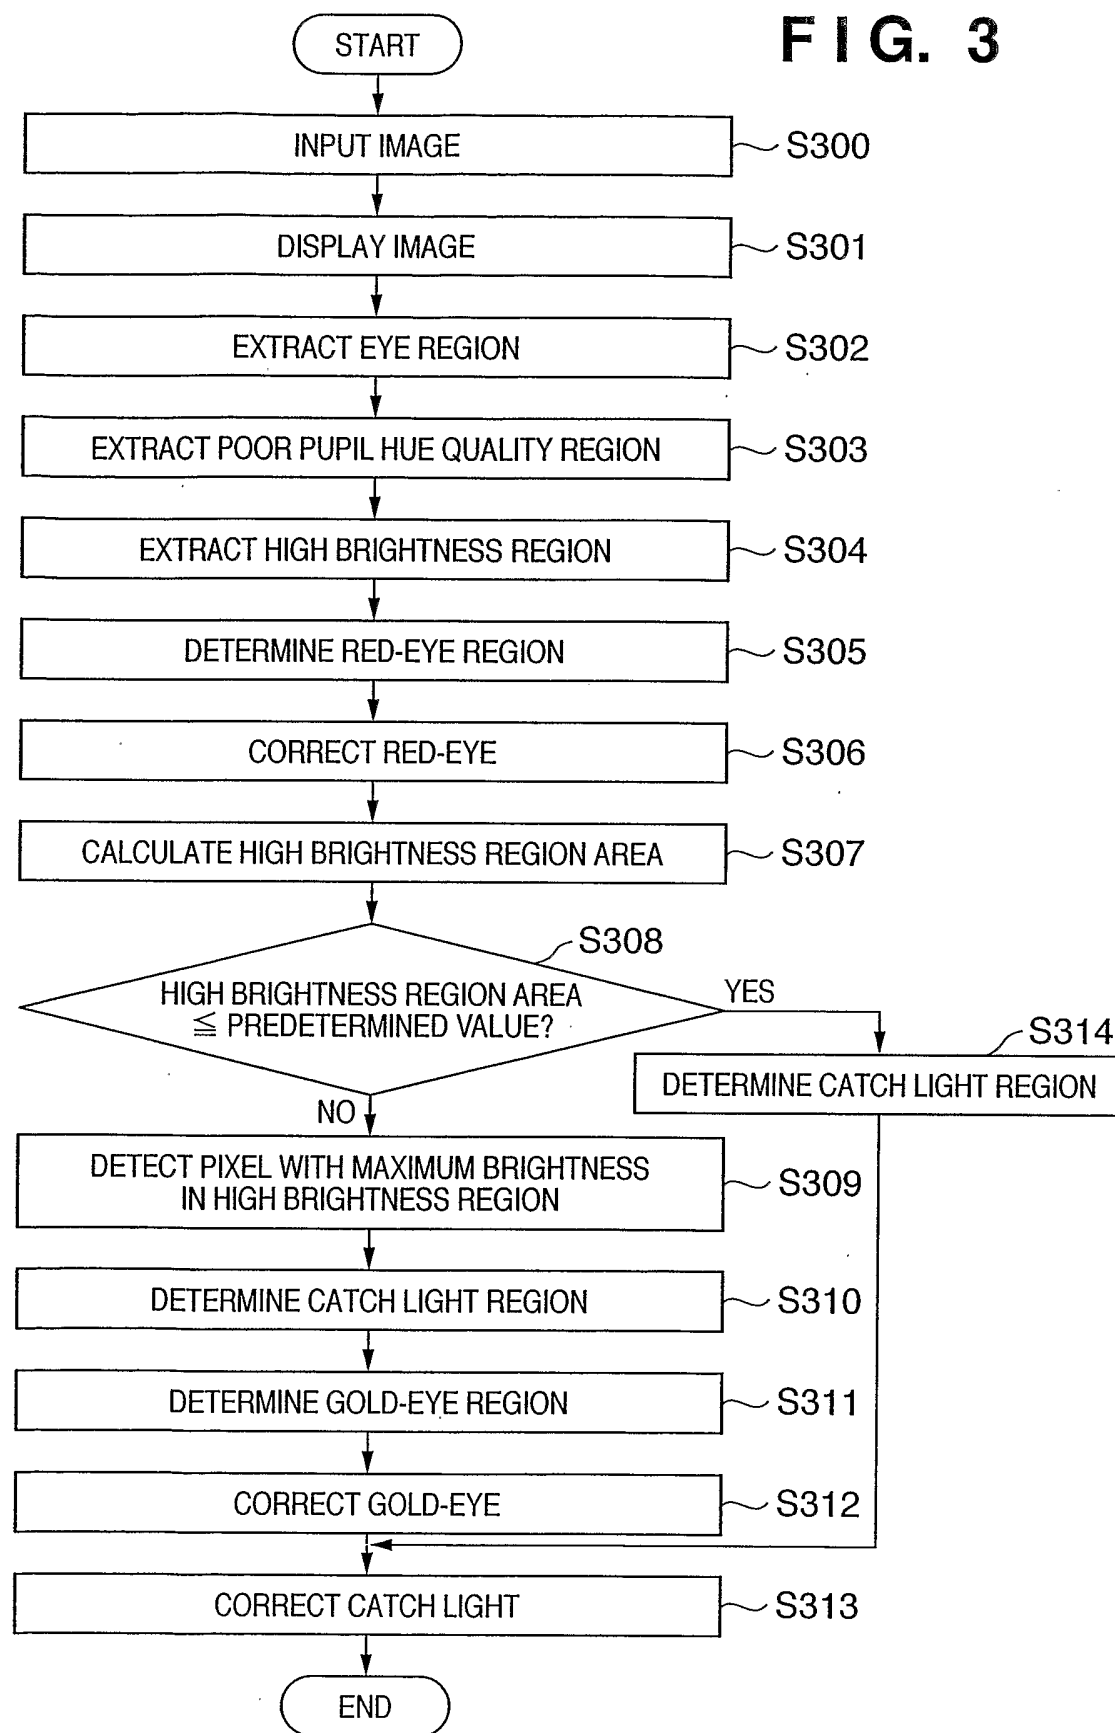 FIG. 3
START
INPUT IMAGE
S300
DISPLAY IMAGE
S301
EXTRACT EYE REGION
S302
EXTRACT POOR PUPIL HUE QUALITY REGION
S303
EXTRACT HIGH BRIGHTNESS REGION
S304
DETERMINE RED-EYE REGION
S305
CORRECT RED-EYE
S306
CALCULATE HIGH BRIGHTNESS REGION AREA
S307
S308
HIGH BRIGHTNESS REGION AREA
≦ PREDETERMINED VALUE?
YES
S314
DETERMINE CATCH LIGHT REGION
NO
DETECT PIXEL WITH MAXIMUM BRIGHTNESS
IN HIGH BRIGHTNESS REGION
S309
DETERMINE CATCH LIGHT REGION
S310
DETERMINE GOLD-EYE REGION
S311
CORRECT GOLD-EYE
S312
CORRECT CATCH LIGHT
S313
END